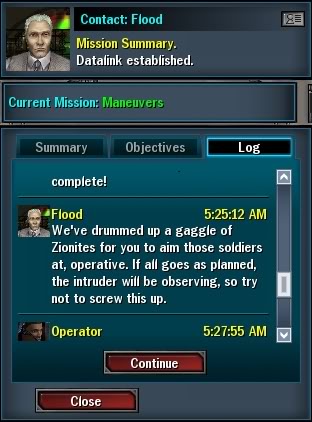 Contact: Flood
Mission Summary.
Datalink established.
Current Mission: Maneuvers
Summary
Objectives
Log
complete!
Flood 5:25:12 AM
We've drummed up a gaggle of
Zionites for you to aim those soldiers
at, operative. If all goes as planned,
the intruder will be observing, so try
not to screw this up.
Operator 5:27:55 AM
Continue
Close